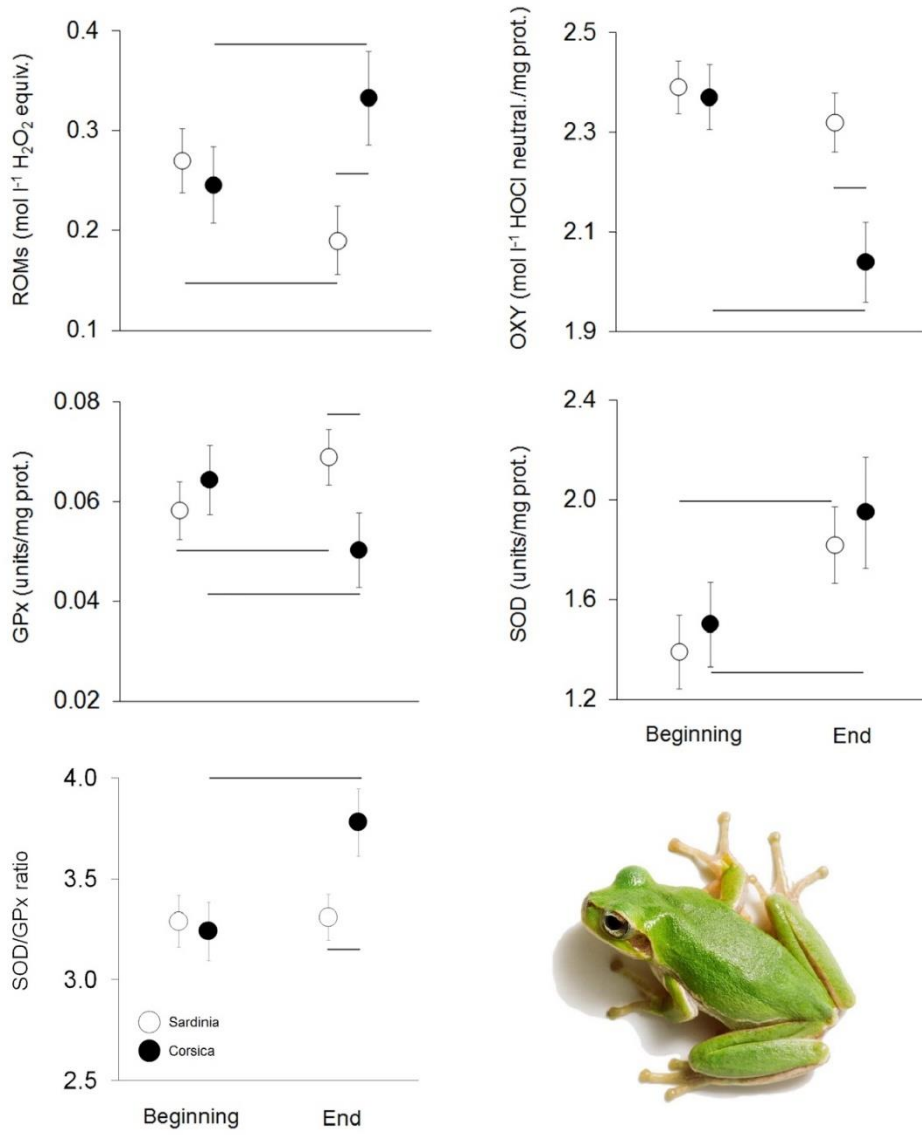 0.4
0.3
0.2
0.1
ROMs (mol l⁻¹ H₂O₂ equiv.)
2.5
2.3
2.1
1.9
OXY (mol l⁻¹ HOCl neutral./mg prot.)
0.08
0.06
0.04
0.02
GPx (units/mg prot.)
2.4
2.0
1.6
1.2
SOD (units/mg prot.)
Beginning End
4.0
3.5
3.0
2.5
SOD/GPx ratio
Sardinia
Corsica
Beginning End